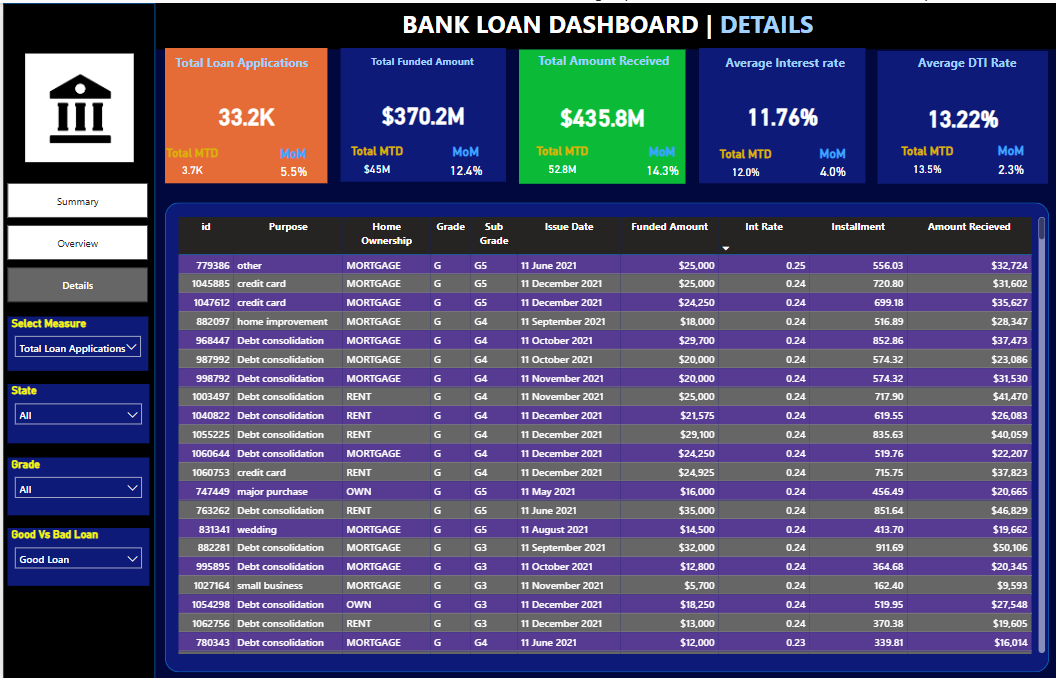 BANK LOAN DASHBOARD | DETAILS
Total Loan Applications
33.2K
Total MTD MoM
3.7K 5.5%
Total Funded Amount
$370.2M
Total MTD MoM
$45M 12.4%
Total Amount Received
$435.8M
Total MTD MoM
52.8M 14.3%
Average Interest rate
11.76%
Total MTD MoM
12.0% 4.0%
Average DTI Rate
13.22%
Total MTD MoM
13.5% 2.3%
Summary
Overview
Details
Select Measure
Total Loan Applications
State
All
Grade
All
Good Vs Bad Loan
Good Loan
id Purpose Home Ownership Grade Sub Grade Issue Date Funded Amount Int Rate Installment Amount Recieved
779386 other MORTGAGE G G5 11 June 2021 $25,000 0.25 556.03 $32,724
1045885 credit card MORTGAGE G G5 11 December 2021 $25,000 0.24 720.80 $31,602
1047612 credit card MORTGAGE G G5 11 December 2021 $24,250 0.24 699.18 $35,627
882097 home improvement MORTGAGE G G4 11 September 2021 $18,000 0.24 516.89 $28,347
968447 Debt consolidation MORTGAGE G G4 11 October 2021 $29,700 0.24 852.86 $37,473
987992 Debt consolidation MORTGAGE G G4 11 October 2021 $20,000 0.24 574.32 $23,086
998792 Debt consolidation MORTGAGE G G4 11 November 2021 $20,000 0.24 574.32 $31,530
1003497 Debt consolidation RENT G G4 11 November 2021 $25,000 0.24 717.90 $41,470
1040822 Debt consolidation RENT G G4 11 December 2021 $21,575 0.24 619.55 $26,083
1055225 Debt consolidation RENT G G4 11 December 2021 $29,100 0.24 835.63 $40,059
1060644 Debt consolidation MORTGAGE G G4 11 December 2021 $24,250 0.24 519.76 $22,207
1060753 credit card RENT G G4 11 December 2021 $24,925 0.24 715.75 $37,823
747449 major purchase OWN G G5 11 May 2021 $16,000 0.24 456.49 $20,665
763262 Debt consolidation RENT G G5 11 June 2021 $35,000 0.24 851.64 $46,829
831341 wedding MORTGAGE G G5 11 August 2021 $14,500 0.24 413.70 $19,662
882281 Debt consolidation MORTGAGE G G3 11 September 2021 $32,000 0.24 911.69 $50,106
995895 Debt consolidation MORTGAGE G G3 11 October 2021 $12,800 0.24 364.68 $20,345
1027164 small business MORTGAGE G G3 11 November 2021 $5,700 0.24 162.40 $9,593
1054298 Debt consolidation OWN G G3 11 December 2021 $18,250 0.24 519.95 $27,548
1062756 Debt consolidation RENT G G3 11 December 2021 $13,000 0.24 370.38 $19,605
780343 Debt consolidation MORTGAGE G G4 11 June 2021 $12,000 0.23 339.81 $16,014